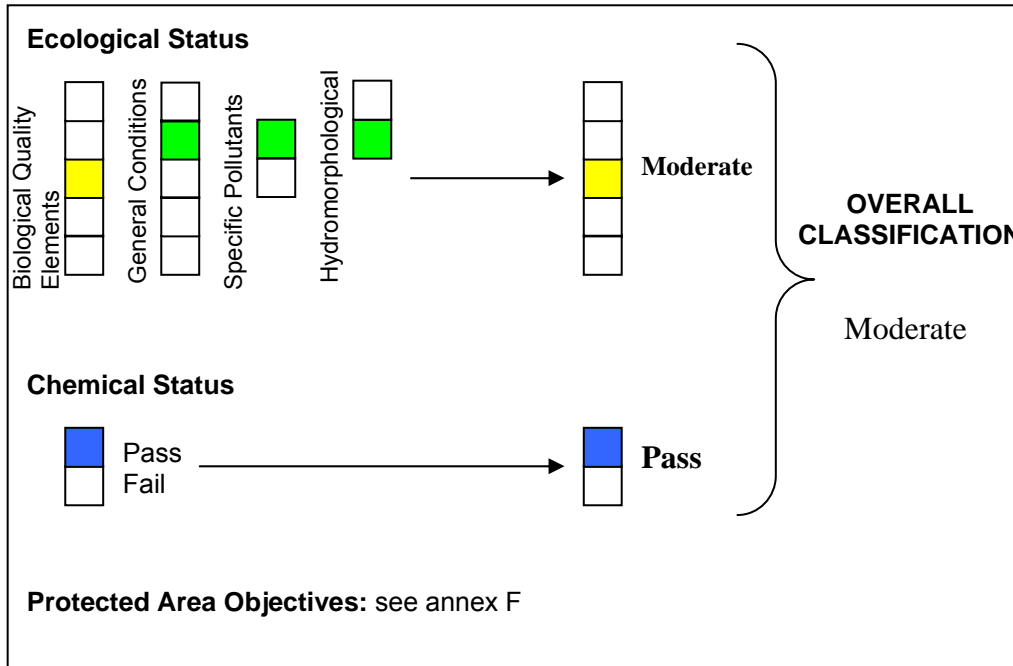 Ecological Status
Biological Quality
Elements
General Conditions
Specific Pollutants
Hydromorphological
Moderate
OVERALL
CLASSIFICATION
Moderate
Chemical Status
Pass
Fail
Pass
Protected Area Objectives: see annex F